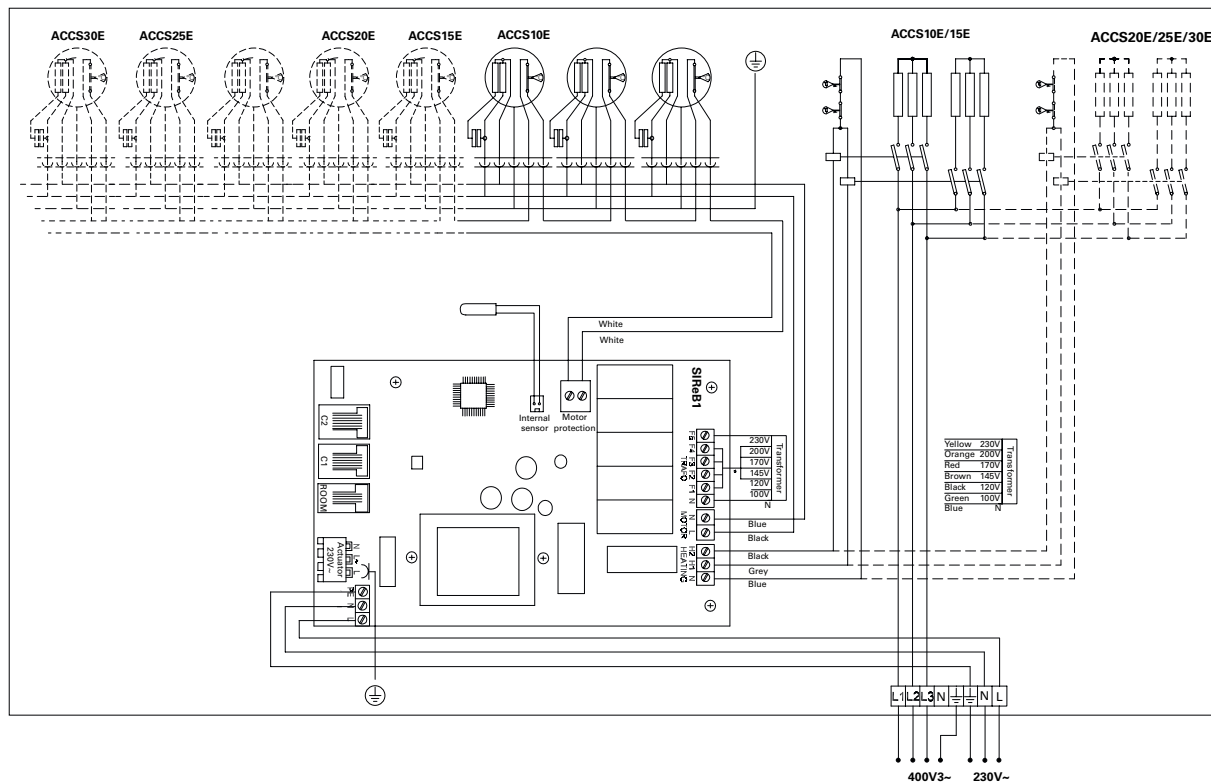 ACCS30E
ACCS25E
ACCS20E
ACCS15E
ACCS10E
ACCS10E/15E
ACCS20E/25E/30E
White
White
SIReB1
Internal
sensor
Motor
protection
C2
C1
ROOM
Actuator
230V~
N
L
L
PE
N
L
F5
F4
F3
F2
F1
N
TRAFO
230V
200V
170V
145V
120V
100V
N
Transformer
N
L
MOTOR
Blue
Black
H2
H1
N
HEATING
Black
Grey
Blue
Yellow 230V
Orange 200V
Red 170V
Brown 145V
Black 120V
Green 100V
Blue N
Transformer
L1 L2 L3 N N L
400V3~ 230V~